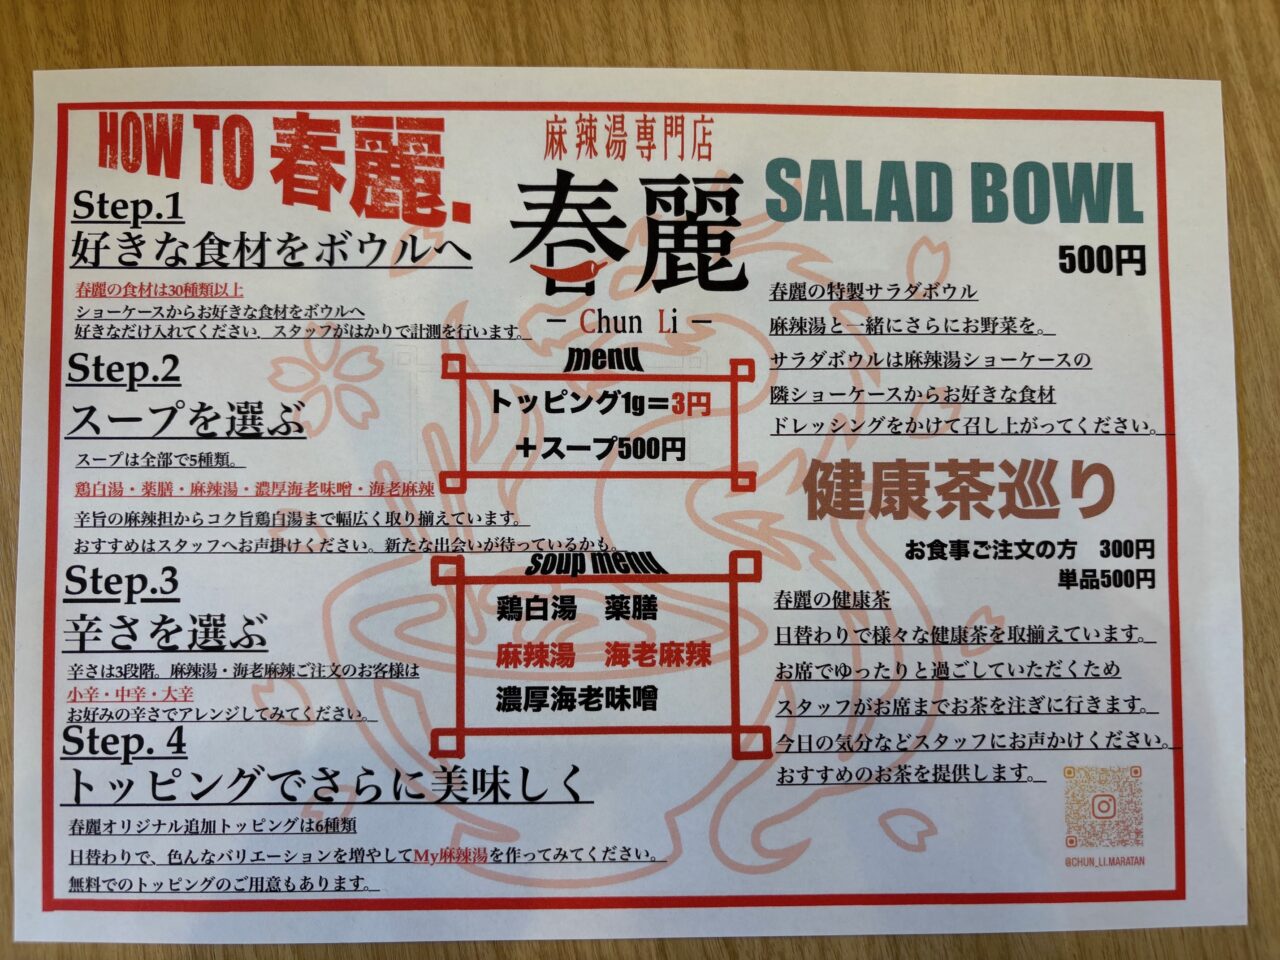 HOW TO 春麗.
Step.1
好きな食材をボウルへ
春麗の食材は30種類以上
ショーケースからお好きな食材をボウルへ
好きなだけ入れてください。スタッフがはかりで計測を行います。
Step.2
スープを選ぶ
スープは全部で5種類。
鶏白湯・薬膳・麻辣湯・濃厚海老味噌・海老麻辣
辛旨の麻辣担からコク旨鶏白湯まで幅広く取り揃えています。
おすすめはスタッフへお声掛けください。新たな出会いが待っているかも。
Step.3
辛さを選ぶ
辛さは3段階。麻辣湯・海老麻辣ご注文のお客様は
小辛・中辛・大辛
お好みの辛さでアレンジしてみてください。
Step. 4
トッピングでさらに美味しく
春麗オリジナル追加トッピングは6種類
日替わりで、色んなバリエーションを増やしてMy麻辣湯を作ってみてください。
無料でのトッピングのご用意もあります。
麻辣湯専門店
春麗
– Chun Li –
menu
トッピング1g＝3円
＋スープ500円
soup menu
鶏白湯　薬膳
麻辣湯　海老麻辣
濃厚海老味噌
SALAD BOWL
500円
春麗の特製サラダボウル
麻辣湯と一緒にさらにお野菜を。
サラダボウルは麻辣湯ショーケースの
隣ショーケースからお好きな食材
ドレッシングをかけて召し上がってください。
健康茶巡り
お食事ご注文の方　300円
単品500円
春麗の健康茶
日替わりで様々な健康茶を取揃えています。
お席でゆったりと過ごしていただくため
スタッフがお席までお茶を注ぎに行きます。
今日の気分などスタッフにお声かけください。
おすすめのお茶を提供します。
@CHUN_LI.MARATAN